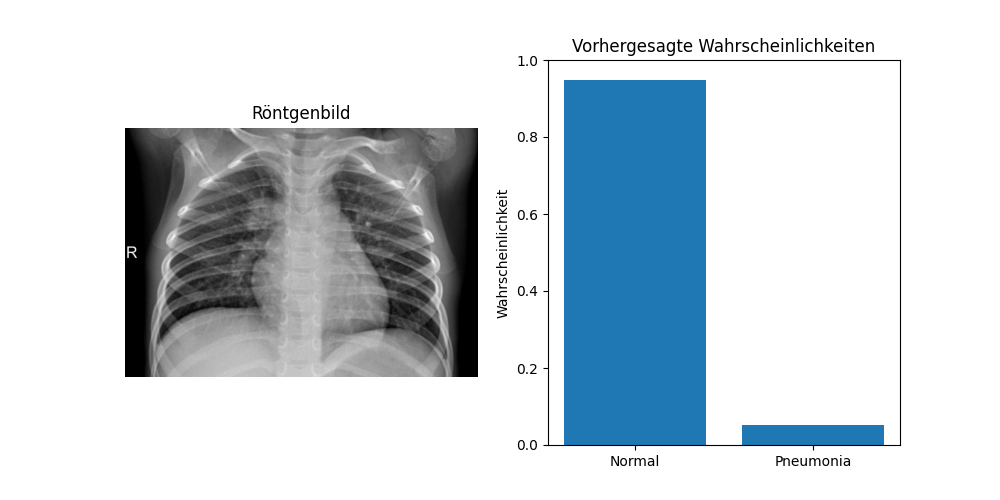 Röntgenbild
R
Vorhergesagte Wahrscheinlichkeiten
Wahrscheinlichkeit
1.0
0.8
0.6
0.4
0.2
0.0
Normal
Pneumonia